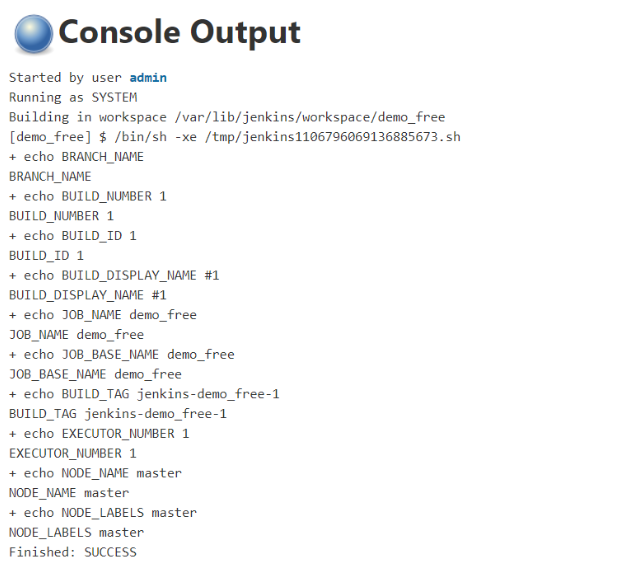 Console Output
Started by user admin
Running as SYSTEM
Building in workspace /var/lib/jenkins/workspace/demo_free
[demo_free] $ /bin/sh -xe /tmp/jenkins1106796069136885673.sh
+ echo BRANCH_NAME
BRANCH_NAME
+ echo BUILD_NUMBER 1
BUILD_NUMBER 1
+ echo BUILD_ID 1
BUILD_ID 1
+ echo BUILD_DISPLAY_NAME #1
BUILD_DISPLAY_NAME #1
+ echo JOB_NAME demo_free
JOB_NAME demo_free
+ echo JOB_BASE_NAME demo_free
JOB_BASE_NAME demo_free
+ echo BUILD_TAG jenkins-demo_free-1
BUILD_TAG jenkins-demo_free-1
+ echo EXECUTOR_NUMBER 1
EXECUTOR_NUMBER 1
+ echo NODE_NAME master
NODE_NAME master
+ echo NODE_LABELS master
NODE_LABELS master
Finished: SUCCESS